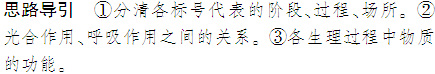 思路导引 ①分清各标号代表的阶段、过程、场所。②
光合作用、呼吸作用之间的关系。③各生理过程中物质
的功能。